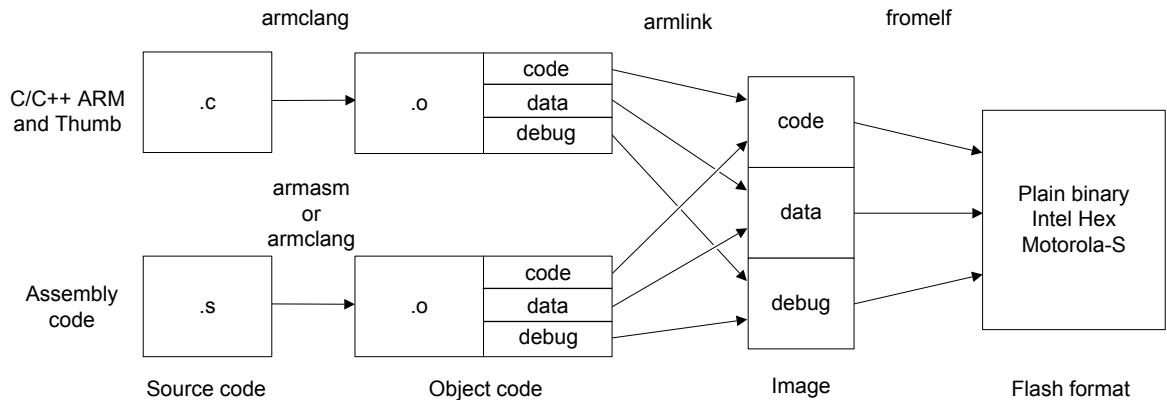 armclang
armlink
fromelf
C/C++ ARM
and Thumb
.c
.o
code
data
debug
armasm
or
armclang
Assembly
code
.s
.o
code
data
debug
code
data
debug
Plain binary
Intel Hex
Motorola-S
Source code
Object code
Image
Flash format